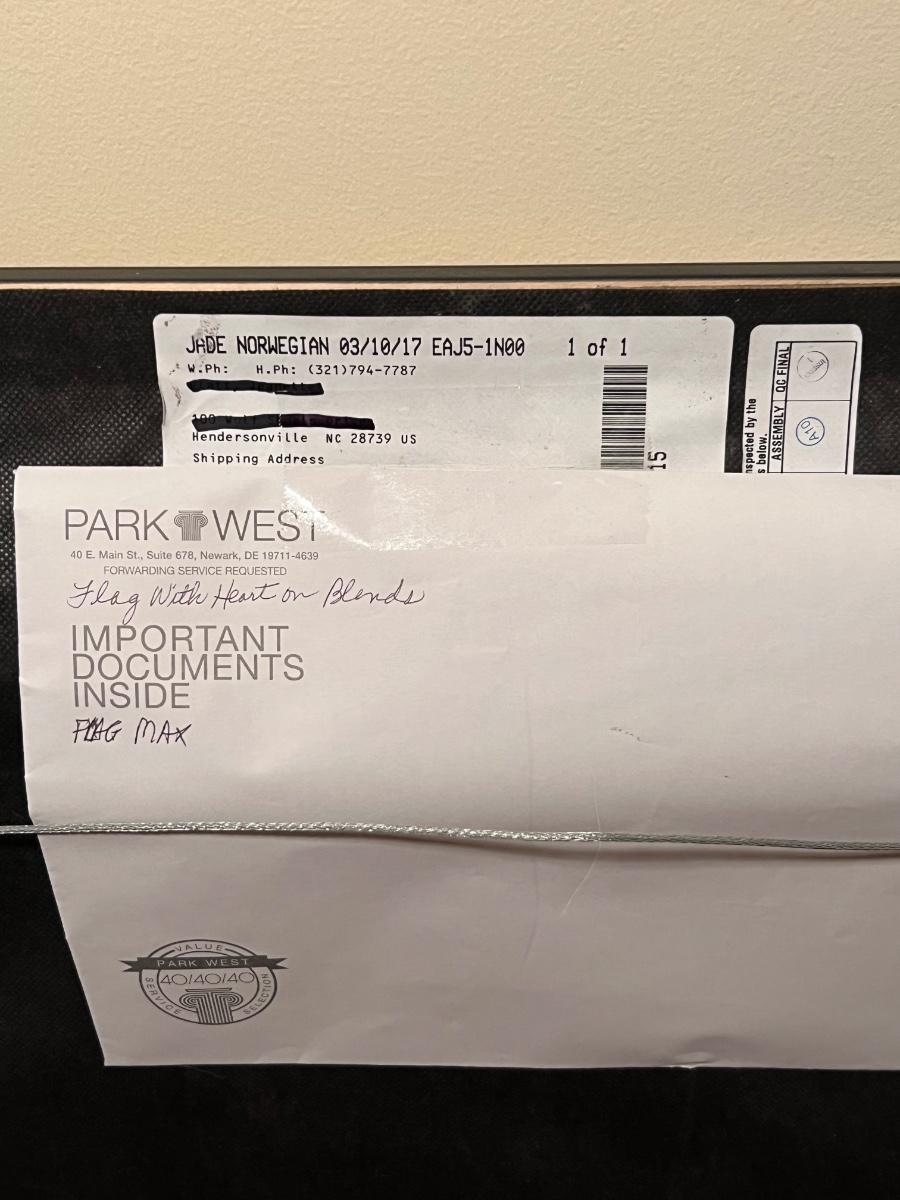 JADE NORWEGIAN 03/10/17 EAJ5-1N00 1 of 1
W.Ph: H.Ph: (321)794-7787
100
Hendersonville NC 28739 US
Shipping Address
15
nspected by the
s below.
ASSEMBLY QC FINAL
A10
PARK WEST
40 E. Main St., Suite 678, Newark, DE 19711-4639
FORWARDING SERVICE REQUESTED
Flag With Heart on Blends
IMPORTANT
DOCUMENTS
INSIDE
FLAG MAX
VALUE
PARK WEST
40/40/40
SERVICE SELECTION